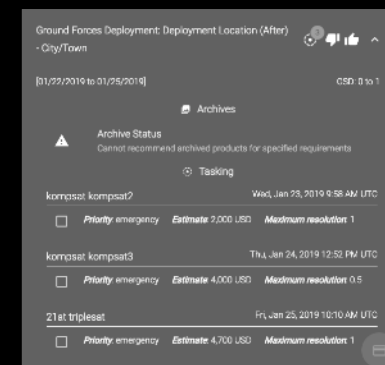 Ground Forces Deployment: Deployment Location (After)
- City/Town
[01/22/2019 to 01/25/2019] GSD: 0 to 1
Archives
Archive Status
Cannot recommend archived products for specified requirements
Tasking
kompsat kompsat2 Wed, Jan 23, 2019 9:58 AM UTC
Priority: emergency Estimate: 2,000 USD Maximum resolution: 1
kompsat kompsat3 Thu, Jan 24, 2019 12:52 PM UTC
Priority: emergency Estimate: 4,000 USD Maximum resolution: 0.5
21at triplesat Fri, Jan 25, 2019 10:10 AM UTC
Priority: emergency Estimate: 4,700 USD Maximum resolution: 1